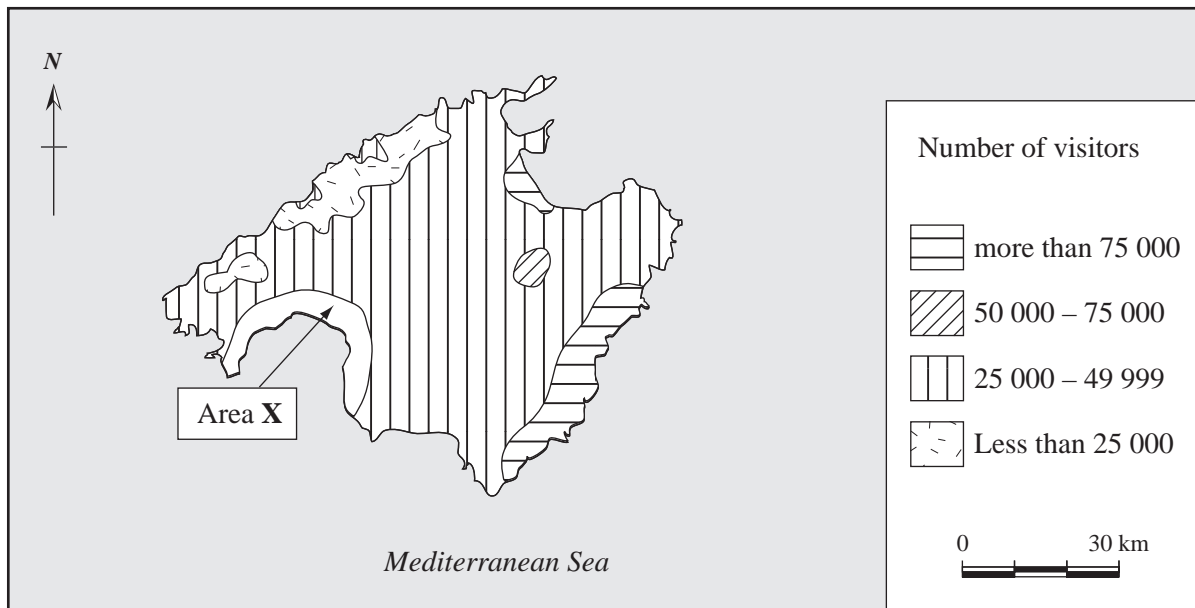 N
Area X
Mediterranean Sea
Number of visitors
more than 75 000
50 000 – 75 000
25 000 – 49 999
Less than 25 000
0 30 km